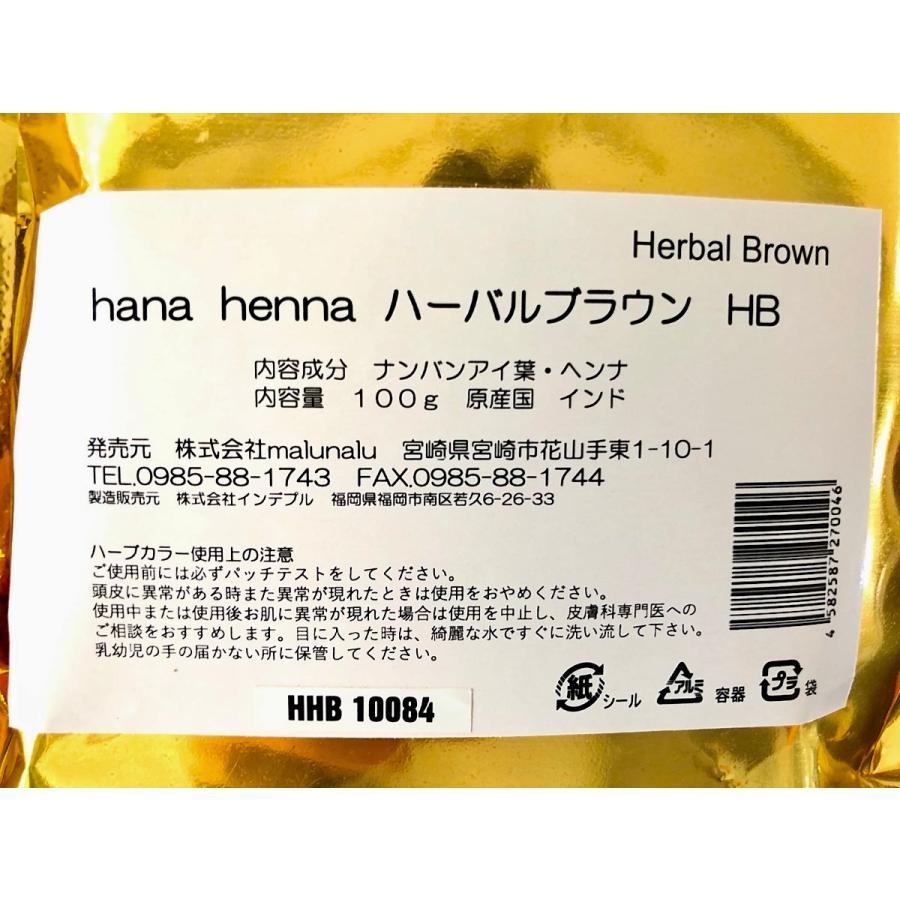 Herbal Brown
hana henna ハーバルブラウン HB
内容成分 ナンバンアイ葉・ヘンナ
内容量 100g 原産国 インド
発売元 株式会社malunalu 宮崎県宮崎市花山手東1-10-1
TEL.0985-88-1743 FAX.0985-88-1744
製造販売元 株式会社インデプル 福岡県福岡市南区若久6-26-33
ハーブカラー使用上の注意
ご使用前には必ずパッチテストをしてください。
頭皮に異常がある時また異常が現れたときは使用をおやめください。
使用中または使用後お肌に異常が現れた場合は使用を中止し、皮膚科専門医への
ご相談をおすすめします。目に入った時は、綺麗な水ですぐに洗い流して下さい。
乳幼児の手の届かない所に保管してください。
4 582587 270046
紙 シール アルミ 容器 プラ 袋
HHB 10084